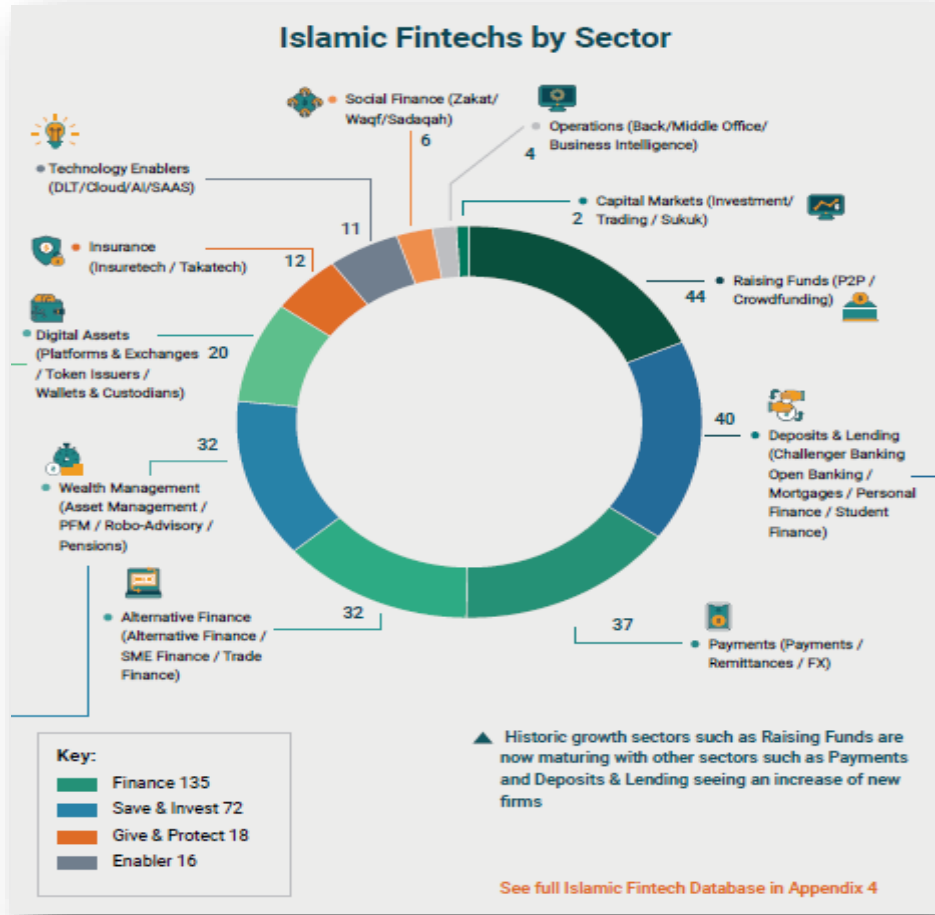 Islamic Fintechs by Sector
Social Finance (Zakat/
Waqf/Sadaqah)
6
Operations (Back/Middle Office/
Business Intelligence)
4
Technology Enablers
(DLT/Cloud/AI/SAAS)
11
Capital Markets (Investment/
Trading / Sukuk)
2
Insurance
(Insuretech / Takatech)
12
Raising Funds (P2P /
Crowdfunding)
44
Digital Assets
(Platforms & Exchanges
/ Token Issuers /
Wallets & Custodians)
20
Deposits & Lending
(Challenger Banking
Open Banking /
Mortgages / Personal
Finance / Student
Finance)
40
Wealth Management
(Asset Management /
PFM / Robo-Advisory /
Pensions)
32
Alternative Finance
(Alternative Finance /
SME Finance / Trade
Finance)
32
Payments (Payments /
Remittances / FX)
37
Key:
Finance 135
Save & Invest 72
Give & Protect 18
Enabler 16
Historic growth sectors such as Raising Funds are
now maturing with other sectors such as Payments
and Deposits & Lending seeing an increase of new
firms
See full Islamic Fintech Database in Appendix 4